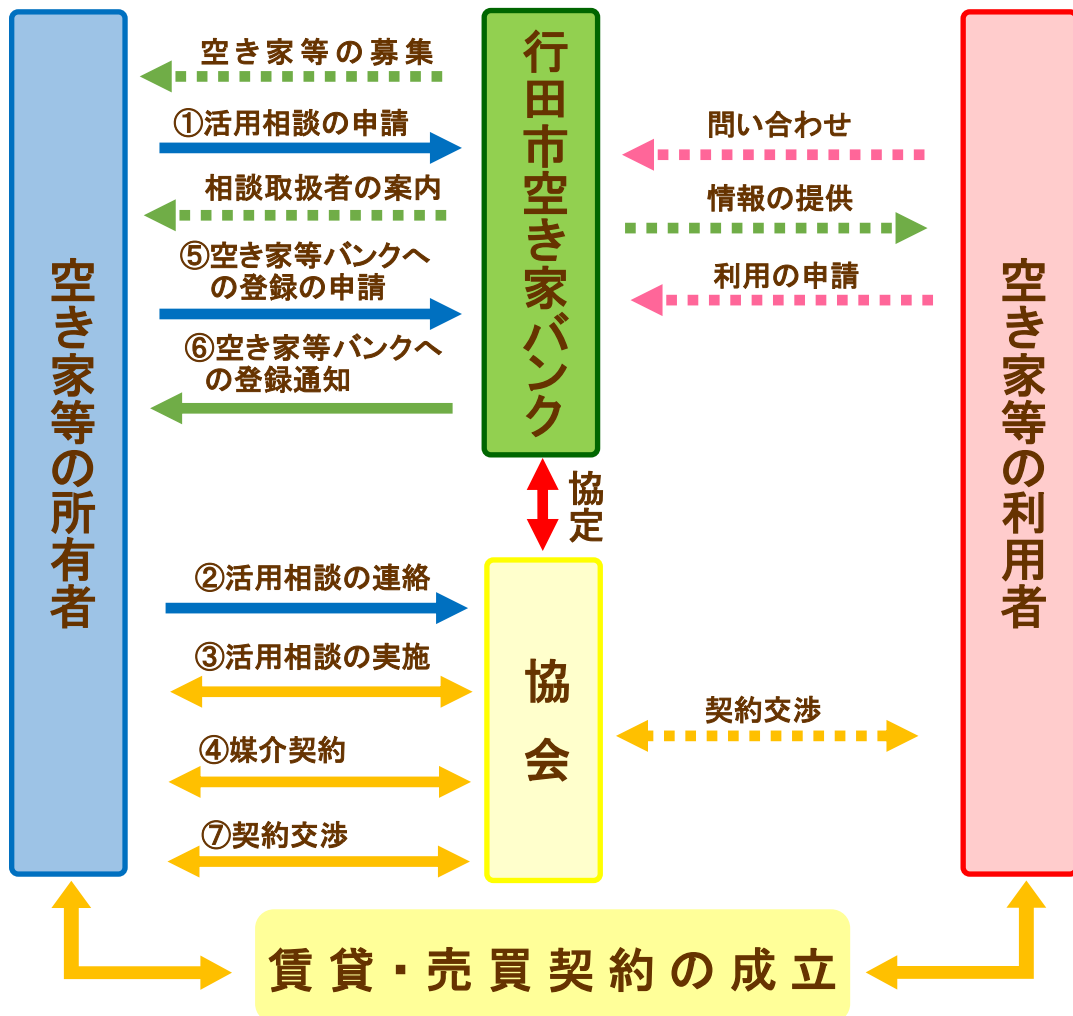 空き家等の所有者
空き家等の募集
①活用相談の申請
相談取扱者の案内
⑤空き家等バンクへ
の登録の申請
⑥空き家等バンクへ
の登録通知
行田市空き家バンク
問い合わせ
情報の提供
利用の申請
空き家等の利用者
協定
②活用相談の連絡
③活用相談の実施
④媒介契約
⑦契約交渉
協会
契約交渉
賃貸・売買契約の成立